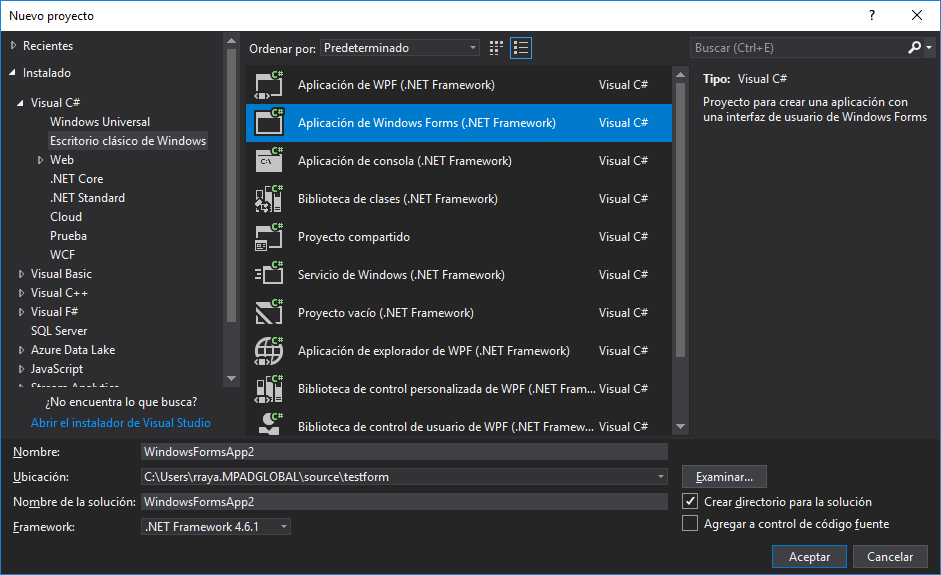 Nuevo proyecto
?
Recientes
Instalado
Visual C#
Windows Universal
Escritorio clásico de Windows
Web
.NET Core
.NET Standard
Cloud
Prueba
WCF
Visual Basic
Visual C++
Visual F#
SQL Server
Azure Data Lake
JavaScript
Stream Analytics
¿No encuentra lo que busca?
Abrir el instalador de Visual Studio
Ordenar por: Predeterminado
Aplicación de WPF (.NET Framework) Visual C#
Aplicación de Windows Forms (.NET Framework) Visual C#
Aplicación de consola (.NET Framework) Visual C#
Biblioteca de clases (.NET Framework) Visual C#
Proyecto compartido Visual C#
Servicio de Windows (.NET Framework) Visual C#
Proyecto vacío (.NET Framework) Visual C#
Aplicación de explorador de WPF (.NET Framework) Visual C#
Biblioteca de control personalizada de WPF (.NET Fram... Visual C#
Biblioteca de control de usuario de WPF (.NET Framew... Visual C#
Buscar (Ctrl+E)
Tipo: Visual C#
Proyecto para crear una aplicación con
una interfaz de usuario de Windows Forms
Nombre: WindowsFormsApp2
Ubicación: C:\Users\rraya.MPADGLOBAL\source\testform
Examinar...
Nombre de la solución: WindowsFormsApp2
Crear directorio para la solución
Framework: .NET Framework 4.6.1
Agregar a control de código fuente
Aceptar
Cancelar